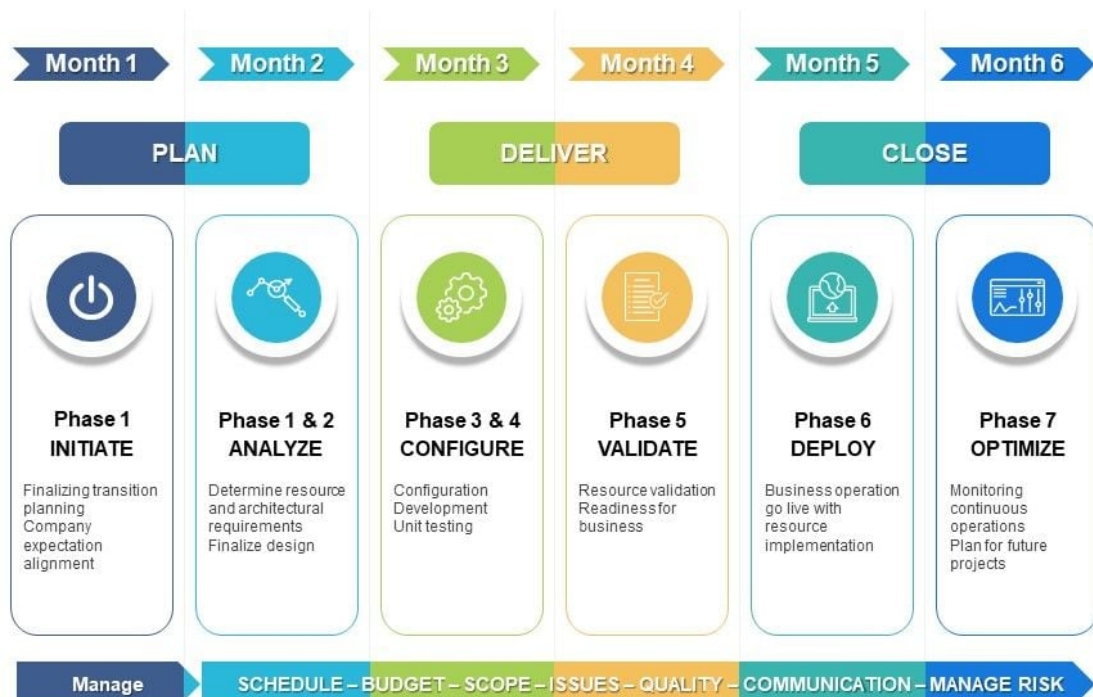 Month 1
Month 2
Month 3
Month 4
Month 5
Month 6
PLAN
DELIVER
CLOSE
Phase 1
INITIATE
Finalizing transition
planning
Company
expectation
alignment
Phase 1 & 2
ANALYZE
Determine resource
and architectural
requirements
Finalize design
Phase 3 & 4
CONFIGURE
Configuration
Development
Unit testing
Phase 5
VALIDATE
Resource validation
Readiness for
business
Phase 6
DEPLOY
Business operation
go live with
resource
implementation
Phase 7
OPTIMIZE
Monitoring
continuous
operations
Plan for future
projects
Manage
SCHEDULE – BUDGET – SCOPE – ISSUES – QUALITY – COMMUNICATION – MANAGE RISK